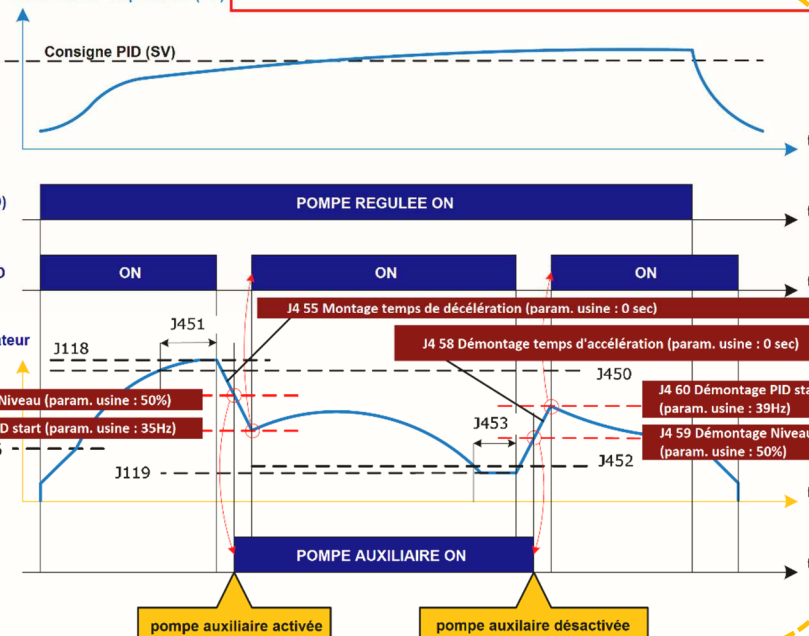 Consigne PID (SV)
POMPE REGULEE ON
ON
ON
ON
J4 55 Montage temps de décélération (param. usine : 0 sec)
J451
J118
J4 58 Démontage temps d'accélération (param. usine : 0 sec)
J450
Niveau (param. usine : 50%)
J4 60 Démontage PID
(param. usine : 39Hz)
start (param. usine : 35Hz)
J453
J4 59 Démontage Niveau
(param. usine : 50%)
J452
J119
POMPE AUXILIAIRE ON
pompe auxiliaire activée
pompe auxilaire désactivée